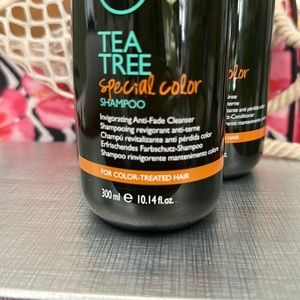 TEA
TREE
special color
SHAMPOO
Invigorating Anti-Fade Cleanser
Shampooing revigorant anti-terne
Champú revitalizante anti pérdida color
Erfrischendes Farbschutz-Shampoo
Shampoo rinvigorente mantenimento colore
FOR COLOR-TREATED HAIR
300 ml ℮ 10.14 fl.oz.
HAIR